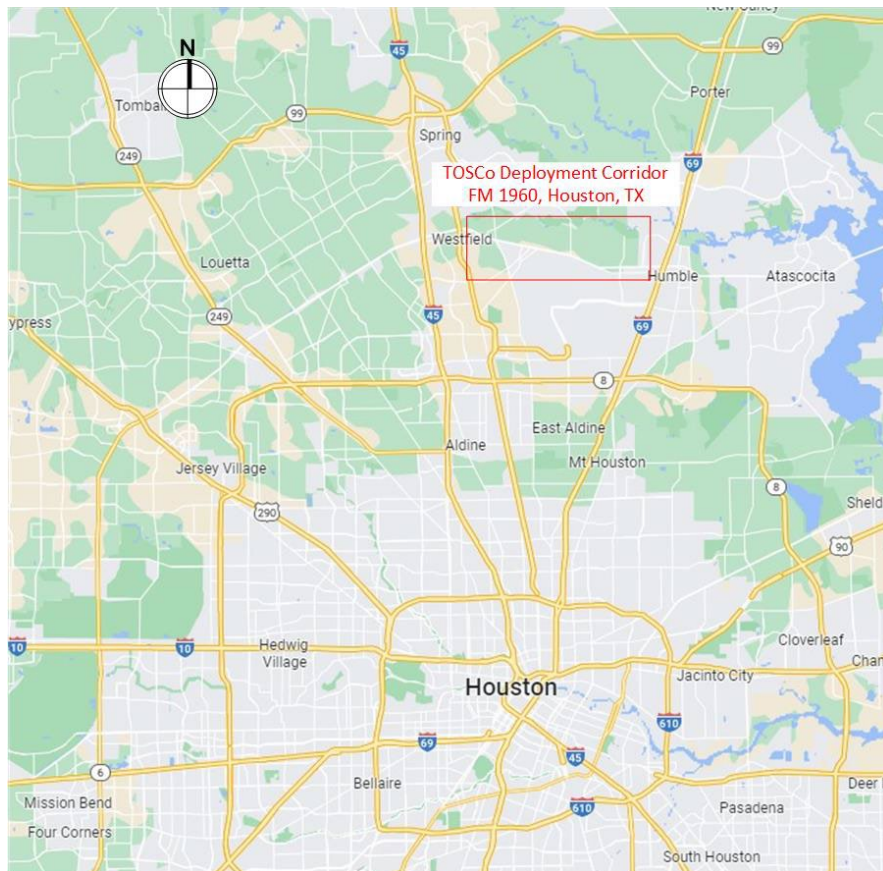 New Caney
N
45
99
Tomball
99
Porter
Spring
249
69
TOSCo Deployment Corridor
FM 1960, Houston, TX
Westfield
Louetta
Humble
Atascocita
249
45
69
ypress
8
East Aldine
Aldine
Mt Houston
Jersey Village
8
Sheld
290
90
Cloverleaf
10
10
Hedwig
Village
Chan
Jacinto City
Houston
610
69
45
6
Bellaire
Deer
Mission Bend
610
Pasadena
Four Corners
South Houston